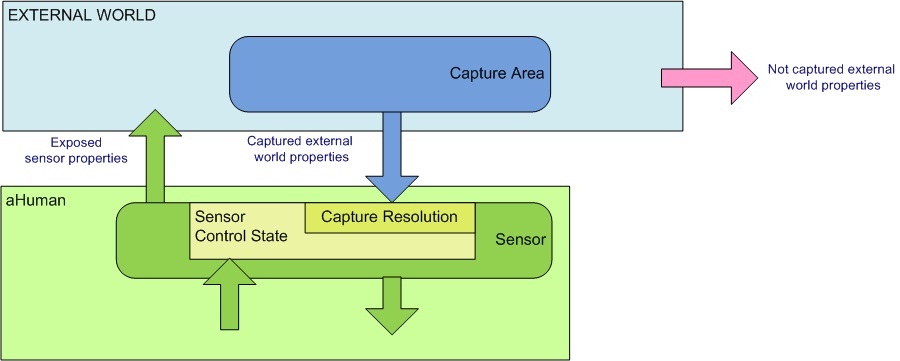 EXTERNAL WORLD
Capture Area
Not captured external
world properties
Exposed
sensor properties
Captured external
world properties
aHuman
Sensor
Control State
Capture Resolution
Sensor